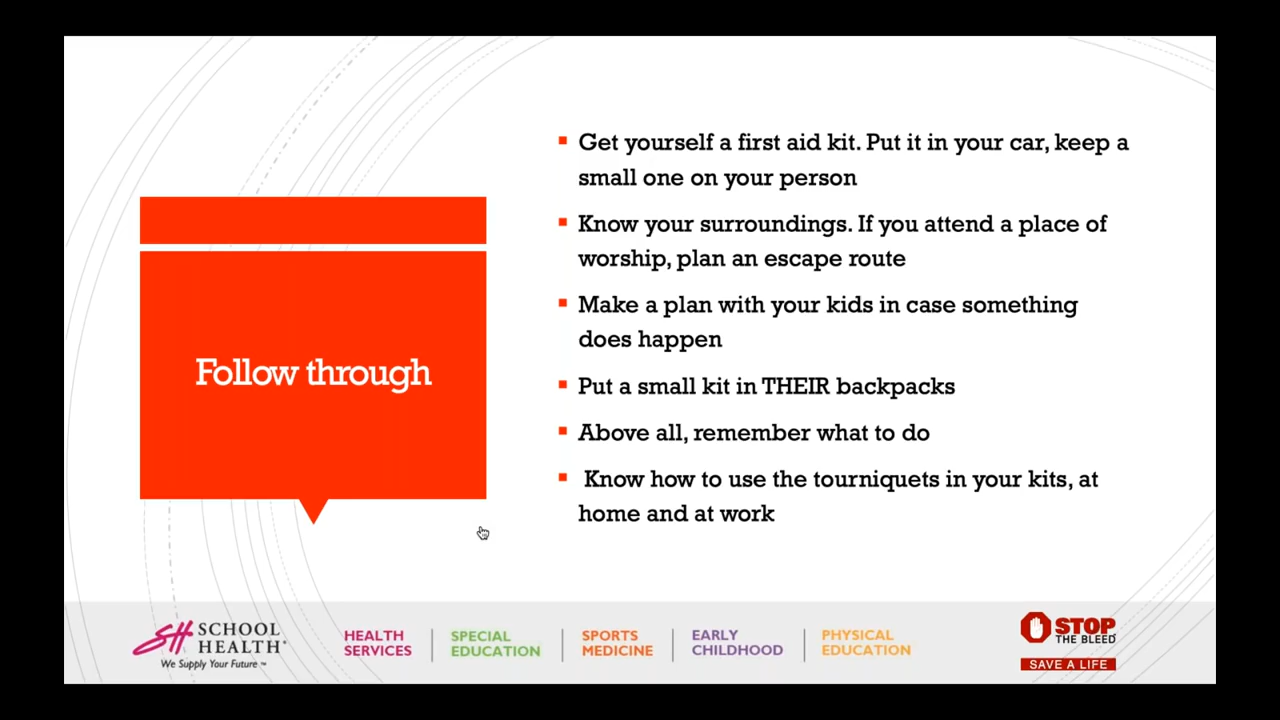 Follow through
Get yourself a first aid kit. Put it in your car, keep a
small one on your person
Know your surroundings. If you attend a place of
worship, plan an escape route
Make a plan with your kids in case something
does happen
Put a small kit in THEIR backpacks
Above all, remember what to do
Know how to use the tourniquets in your kits, at
home and at work
SH SCHOOL
HEALTH
We Supply Your Future ™
HEALTH
SERVICES
SPECIAL
EDUCATION
SPORTS
MEDICINE
EARLY
CHILDHOOD
PHYSICAL
EDUCATION
STOP
THE BLEED
SAVE A LIFE